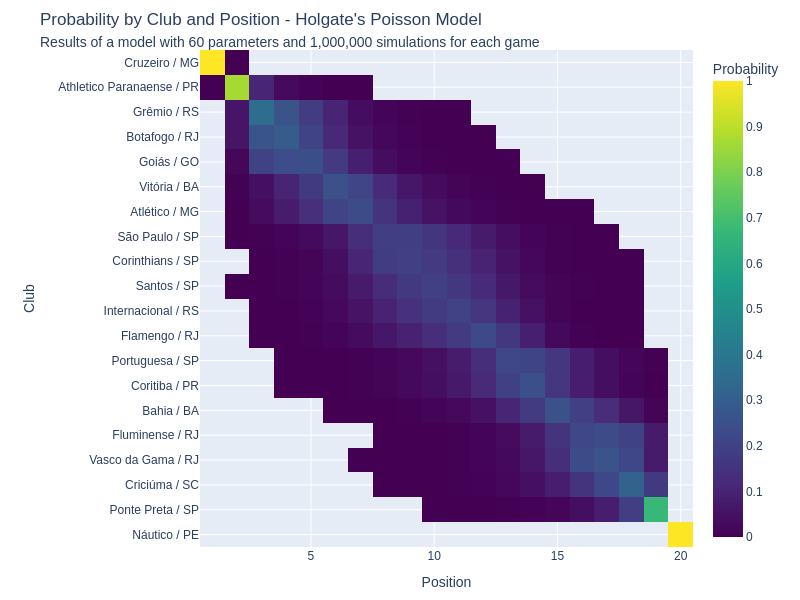 Probability by Club and Position - Holgate's Poisson Model
Results of a model with 60 parameters and 1,000,000 simulations for each game
Probability
Club
Cruzeiro / MG
Athletico Paranaense / PR
Grêmio / RS
Botafogo / RJ
Goiás / GO
Vitória / BA
Atlético / MG
São Paulo / SP
Corinthians / SP
Santos / SP
Internacional / RS
Flamengo / RJ
Portuguesa / SP
Coritiba / PR
Bahia / BA
Fluminense / RJ
Vasco da Gama / RJ
Criciúma / SC
Ponte Preta / SP
Náutico / PE
5 10 15 20
Position
1
0.9
0.8
0.7
0.6
0.5
0.4
0.3
0.2
0.1
0